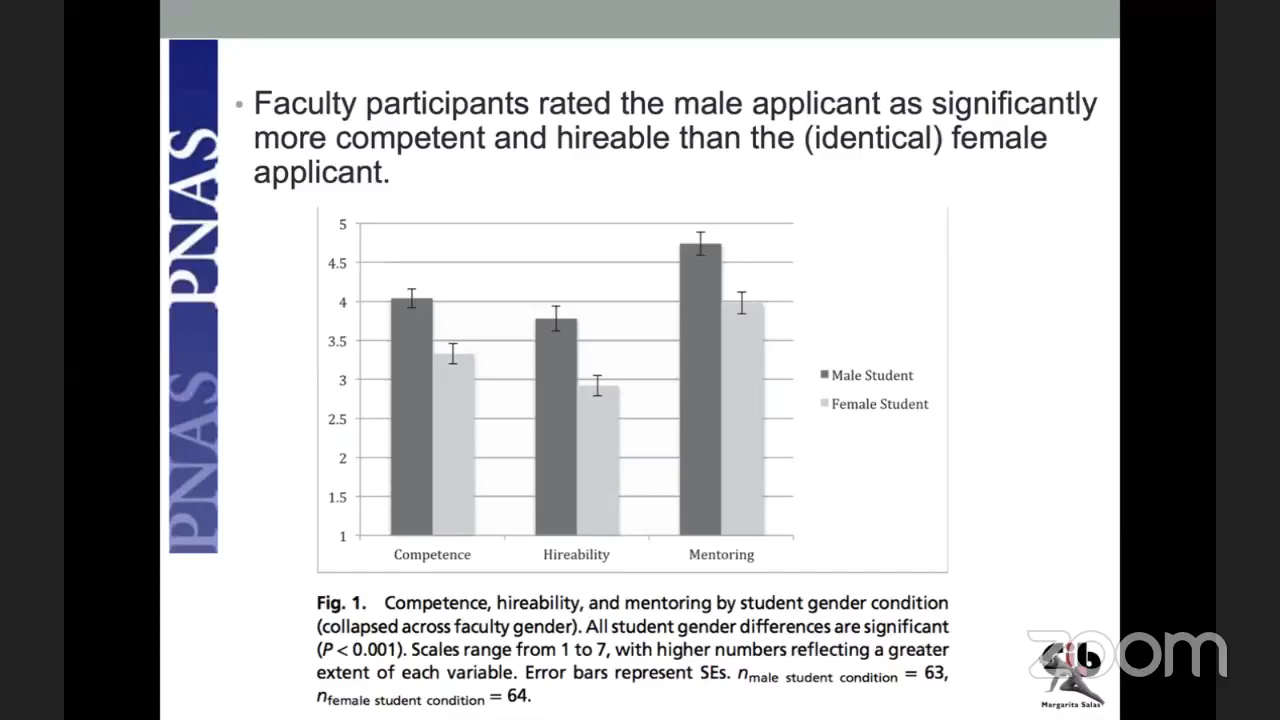 PNAS PNAS
• Faculty participants rated the male applicant as significantly
more competent and hireable than the (identical) female
applicant.
5
4.5
4
3.5
3
2.5
2
1.5
1
Competence Hireability Mentoring
Male Student
Female Student
Fig. 1. Competence, hireability, and mentoring by student gender condition
(collapsed across faculty gender). All student gender differences are significant
(P < 0.001). Scales range from 1 to 7, with higher numbers reflecting a greater
extent of each variable. Error bars represent SEs. n male student condition = 63,
n female student condition = 64.
zoom
Margarita Salas